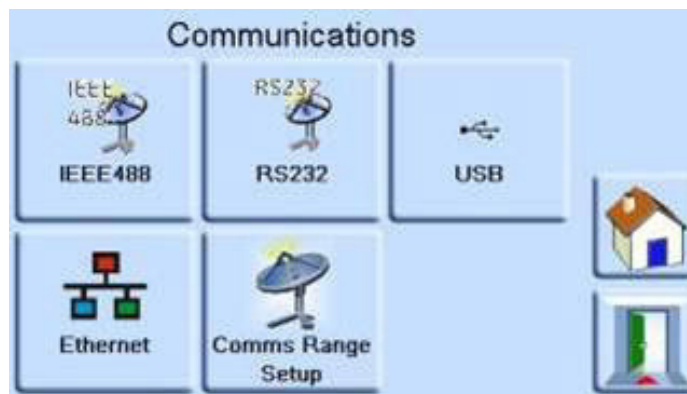 Communications
IEEE
488
IEEE488
RS232
RS232
USB
Ethernet
Comms Range
Setup